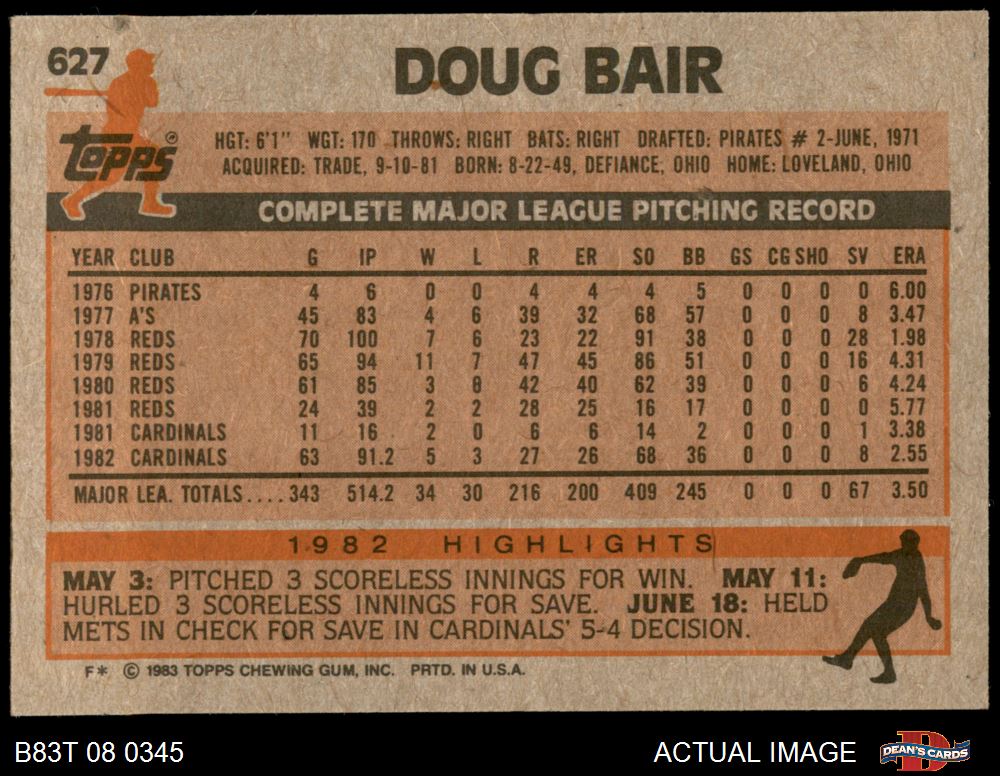 627
DOUG BAIR
Topps®
HGT: 6'1" WGT: 170 THROWS: RIGHT BATS: RIGHT DRAFTED: PIRATES # 2-JUNE, 1971
ACQUIRED: TRADE, 9-10-81 BORN: 8-22-49, DEFIANCE, OHIO HOME: LOVELAND, OHIO
COMPLETE MAJOR LEAGUE PITCHING RECORD
YEAR CLUB G IP W L R ER SO BB GS CG SHO SV ERA
1976 PIRATES 4 6 0 0 4 4 4 5 0 0 0 0 6.00
1977 A'S 45 83 4 6 39 32 68 57 0 0 0 8 3.47
1978 REDS 70 100 7 6 23 22 91 38 0 0 0 28 1.98
1979 REDS 65 94 11 7 47 45 86 51 0 0 0 16 4.31
1980 REDS 61 85 3 8 42 40 62 39 0 0 0 6 4.24
1981 REDS 24 39 2 2 28 25 16 17 0 0 0 0 5.77
1981 CARDINALS 11 16 2 0 6 6 14 2 0 0 0 1 3.38
1982 CARDINALS 63 91.2 5 3 27 26 68 36 0 0 0 8 2.55
MAJOR LEA. TOTALS.... 343 514.2 34 30 216 200 409 245 0 0 0 67 3.50
1982 HIGHLIGHTS
MAY 3: PITCHED 3 SCORELESS INNINGS FOR WIN. MAY 11:
HURLED 3 SCORELESS INNINGS FOR SAVE. JUNE 18: HELD
METS IN CHECK FOR SAVE IN CARDINALS' 5-4 DECISION.
F* © 1983 TOPPS CHEWING GUM, INC. PRTD. IN U.S.A.
B83T 08 0345
ACTUAL IMAGE
D
DEAN'S CARDS